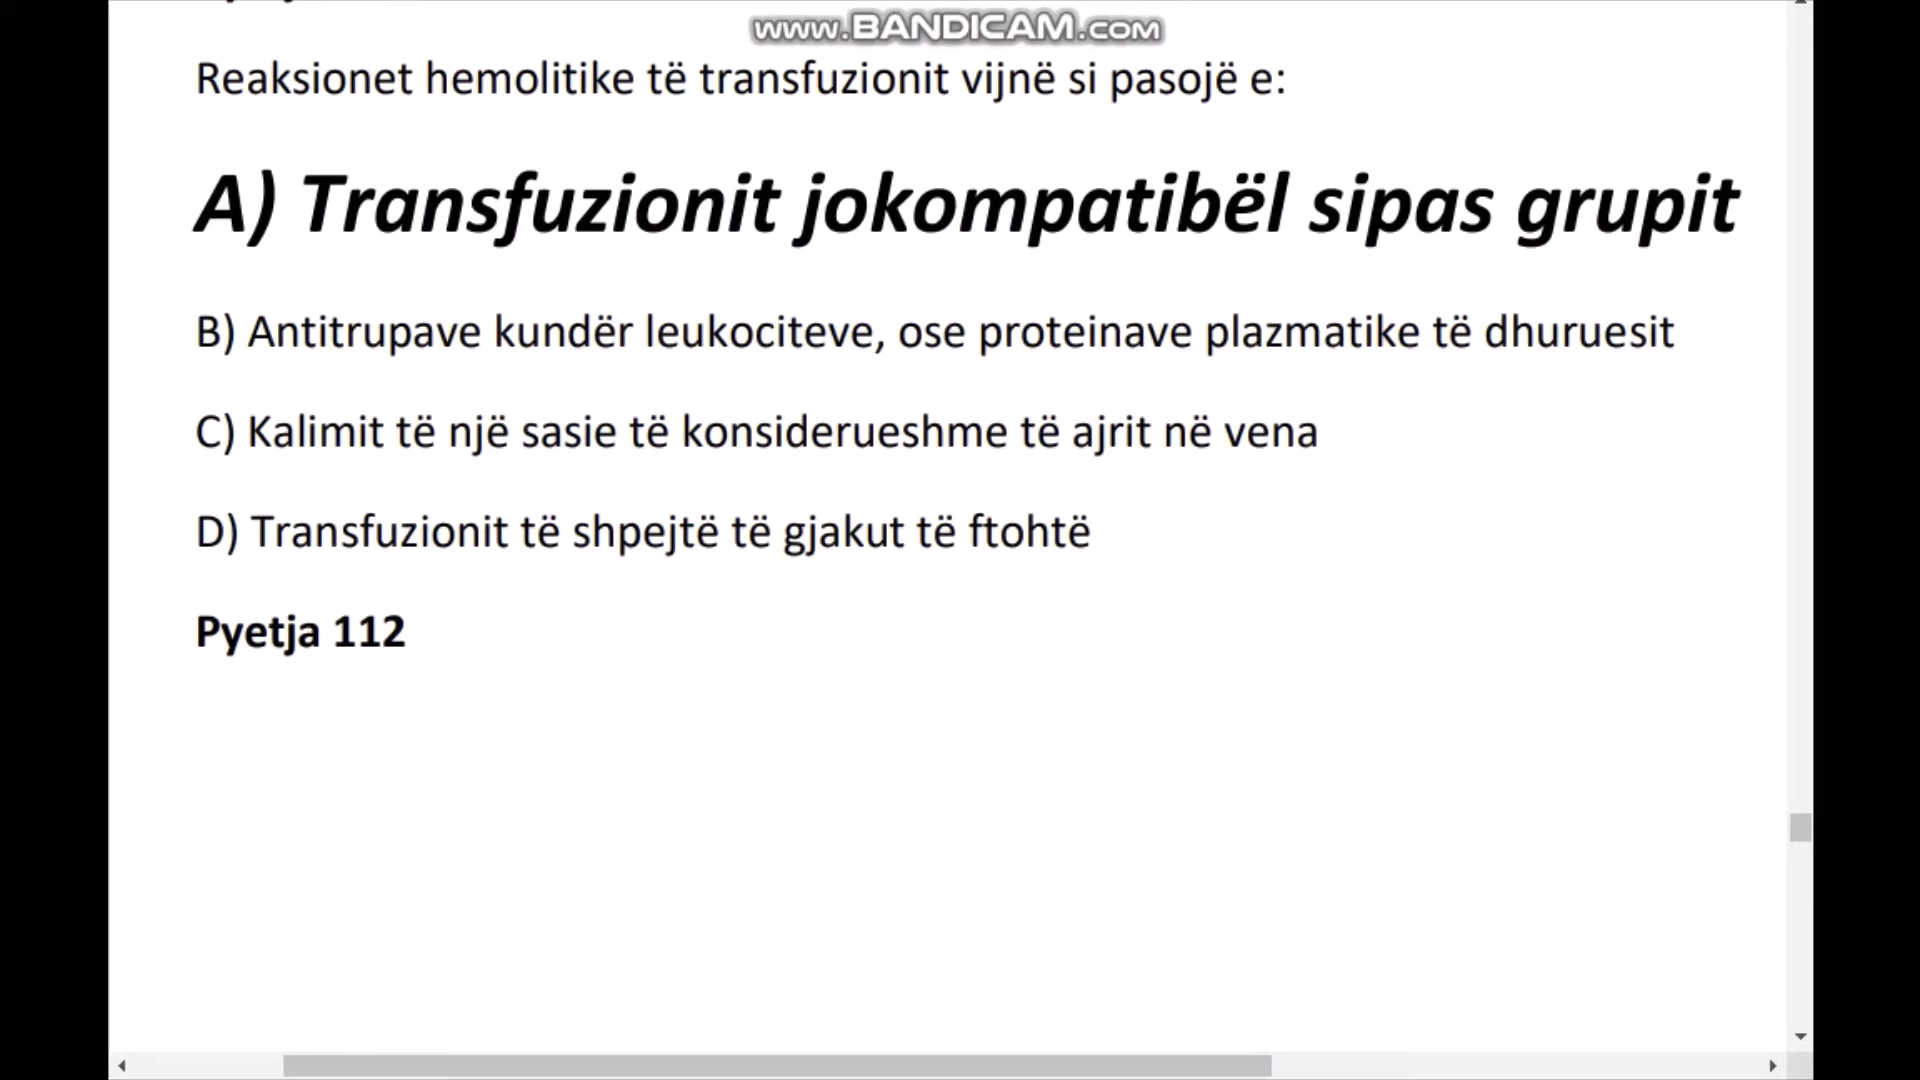 www.BANDICAM.com
Reaksionet hemolitike të transfuzionit vijnë si pasojë e:
A) Transfuzionit jokompatibël sipas grupit
B) Antitrupave kundër leukociteve, ose proteinave plazmatike të dhuruesit
C) Kalimit të një sasie të konsiderueshme të ajrit në vena
D) Transfuzionit të shpejtë të gjakut të ftohtë
Pyetja 112